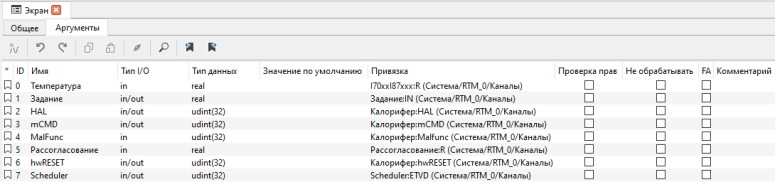 Экран
Общее Аргументы
* ID Имя Тип I/O Тип данных Значение по умолчанию Привязка Проверка прав Не обрабатывать FA Комментарий
0 Температура in real I70xxI87xxx:R (Система/RTM_0/Каналы)
1 Задание in/out real Задание:IN (Система/RTM_0/Каналы)
2 HAL in/out udint(32) Калорифер:HAL (Система/RTM_0/Каналы)
3 mCMD in/out udint(32) Калорифер:mCMD (Система/RTM_0/Каналы)
4 MalFunc in udint(32) Калорифер:Malfunc (Система/RTM_0/Каналы)
5 Рассогласование in real Рассогласование:R (Система/RTM_0/Каналы)
6 hwRESET in/out udint(32) Калорифер:hwRESET (Система/RTM_0/Каналы)
7 Scheduler in/out udint(32) Scheduler:ETVD (Система/RTM_0/Каналы)